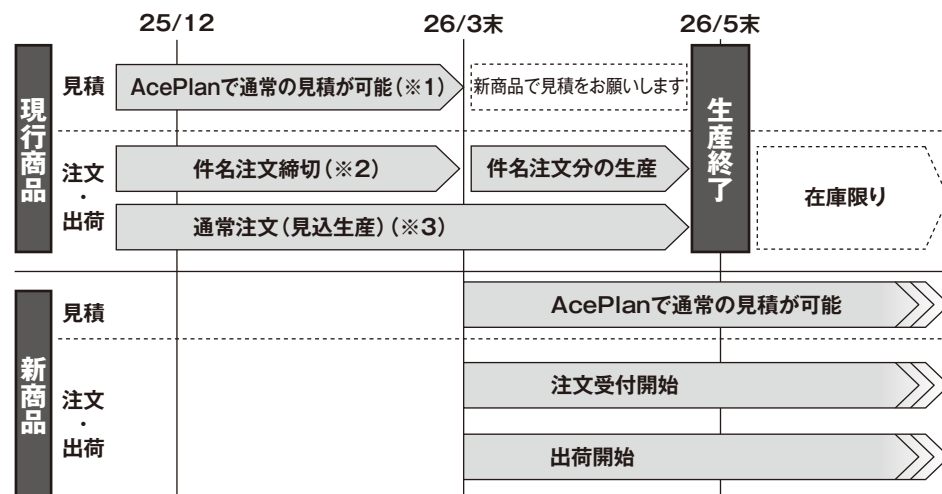 25/12
26/3末
26/5末
現行商品
見積
AcePlanで通常の見積が可能(※1)
新商品で見積をお願いします
生産終了
注文
・
出荷
件名注文締切(※2)
件名注文分の生産
在庫限り
通常注文(見込生産)(※3)
新商品
見積
AcePlanで通常の見積が可能
注文
・
出荷
注文受付開始
出荷開始